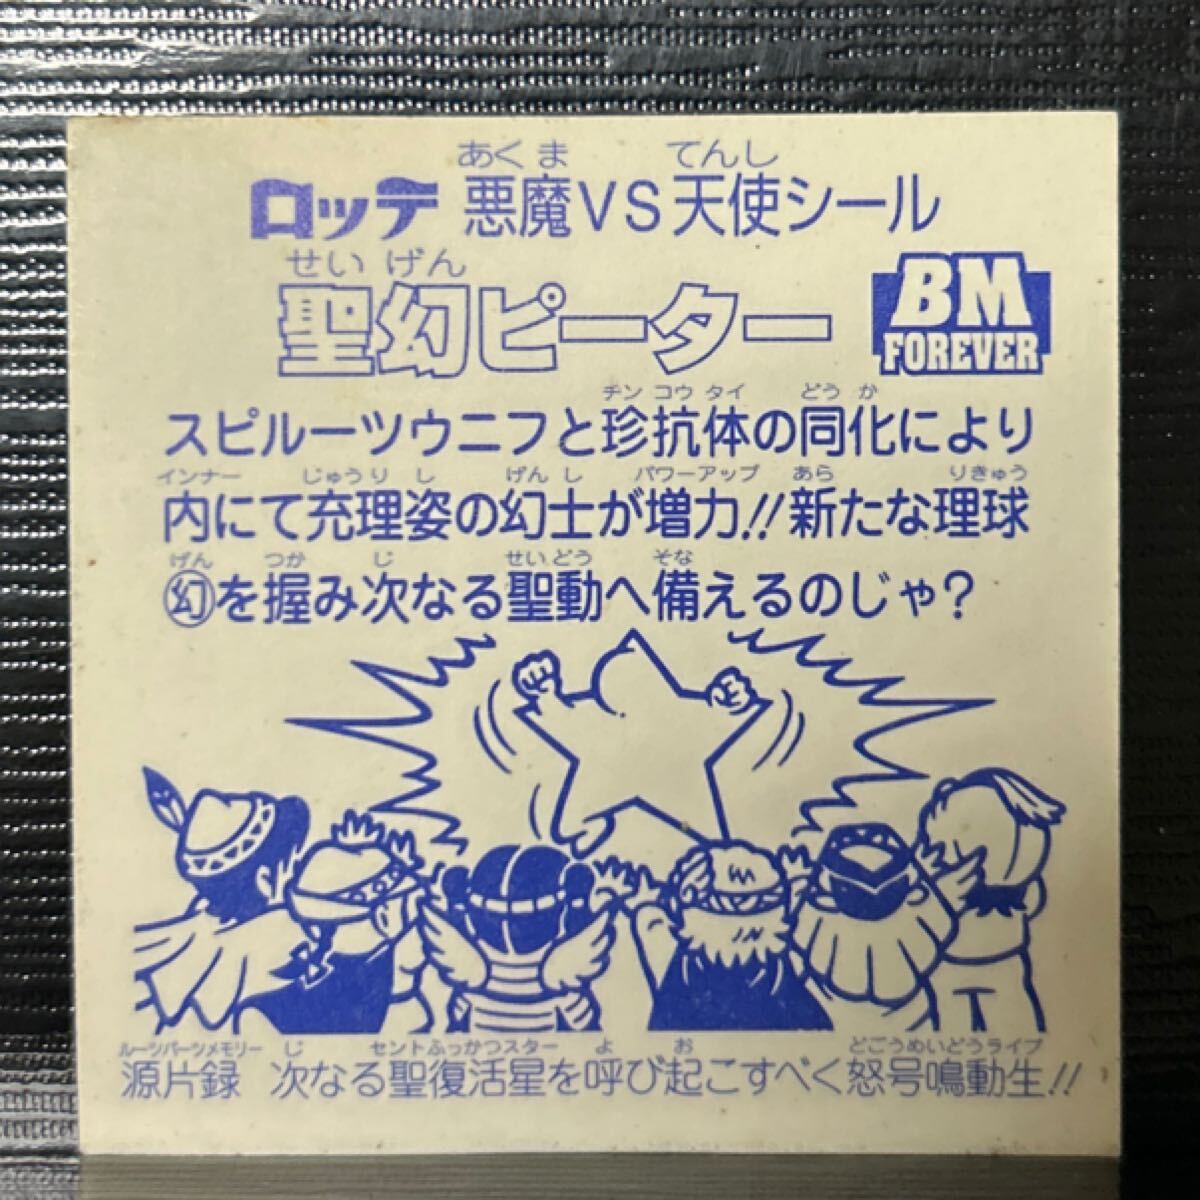 あくま てんし
ロッテ 悪魔VS天使シール
せい げん
聖幻ピーター
BM
FOREVER
チン コウ タイ どう か
スピルーツウニフと珍抗体の同化により
インナー じゅう り し げん し パワーアップ あら りきゅう
内にて充理姿の幻士が増力!!新たな理球
げん つか じ せいどう そな
幻を握み次なる聖動へ備えるのじゃ?
ルーツパーツメモリー じ セントふっかつスター よ お どごうめいどうライブ
源片録 次なる聖復活星を呼び起こすべく怒号鳴動生!!